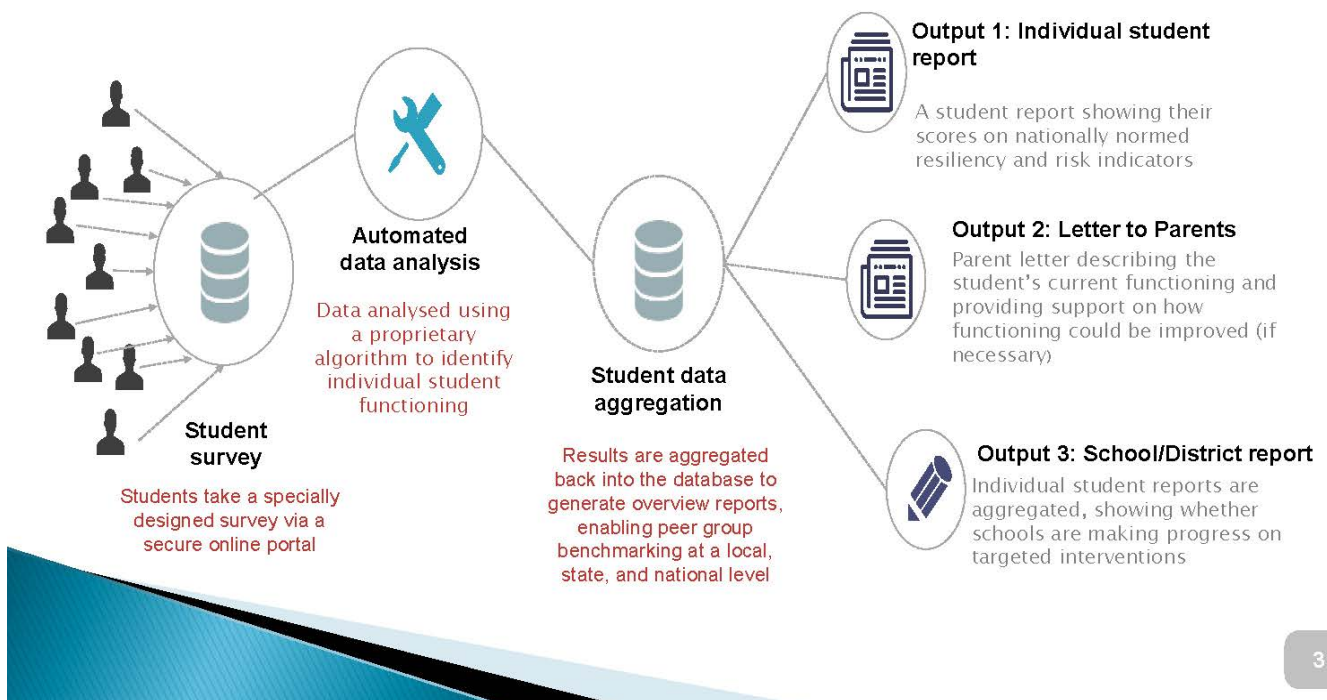 Student
survey
Students take a specially
designed survey via a
secure online portal
Automated
data analysis
Data analysed using
a proprietary
algorithm to identify
individual student
functioning
Student data
aggregation
Results are aggregated
back into the database to
generate overview reports,
enabling peer group
benchmarking at a local,
state, and national level
Output 1: Individual student
report
A student report showing their
scores on nationally normed
resiliency and risk indicators
Output 2: Letter to Parents
Parent letter describing the
student's current functioning and
providing support on how
functioning could be improved (if
necessary)
Output 3: School/District report
Individual student reports are
aggregated, showing whether
schools are making progress on
targeted interventions
3